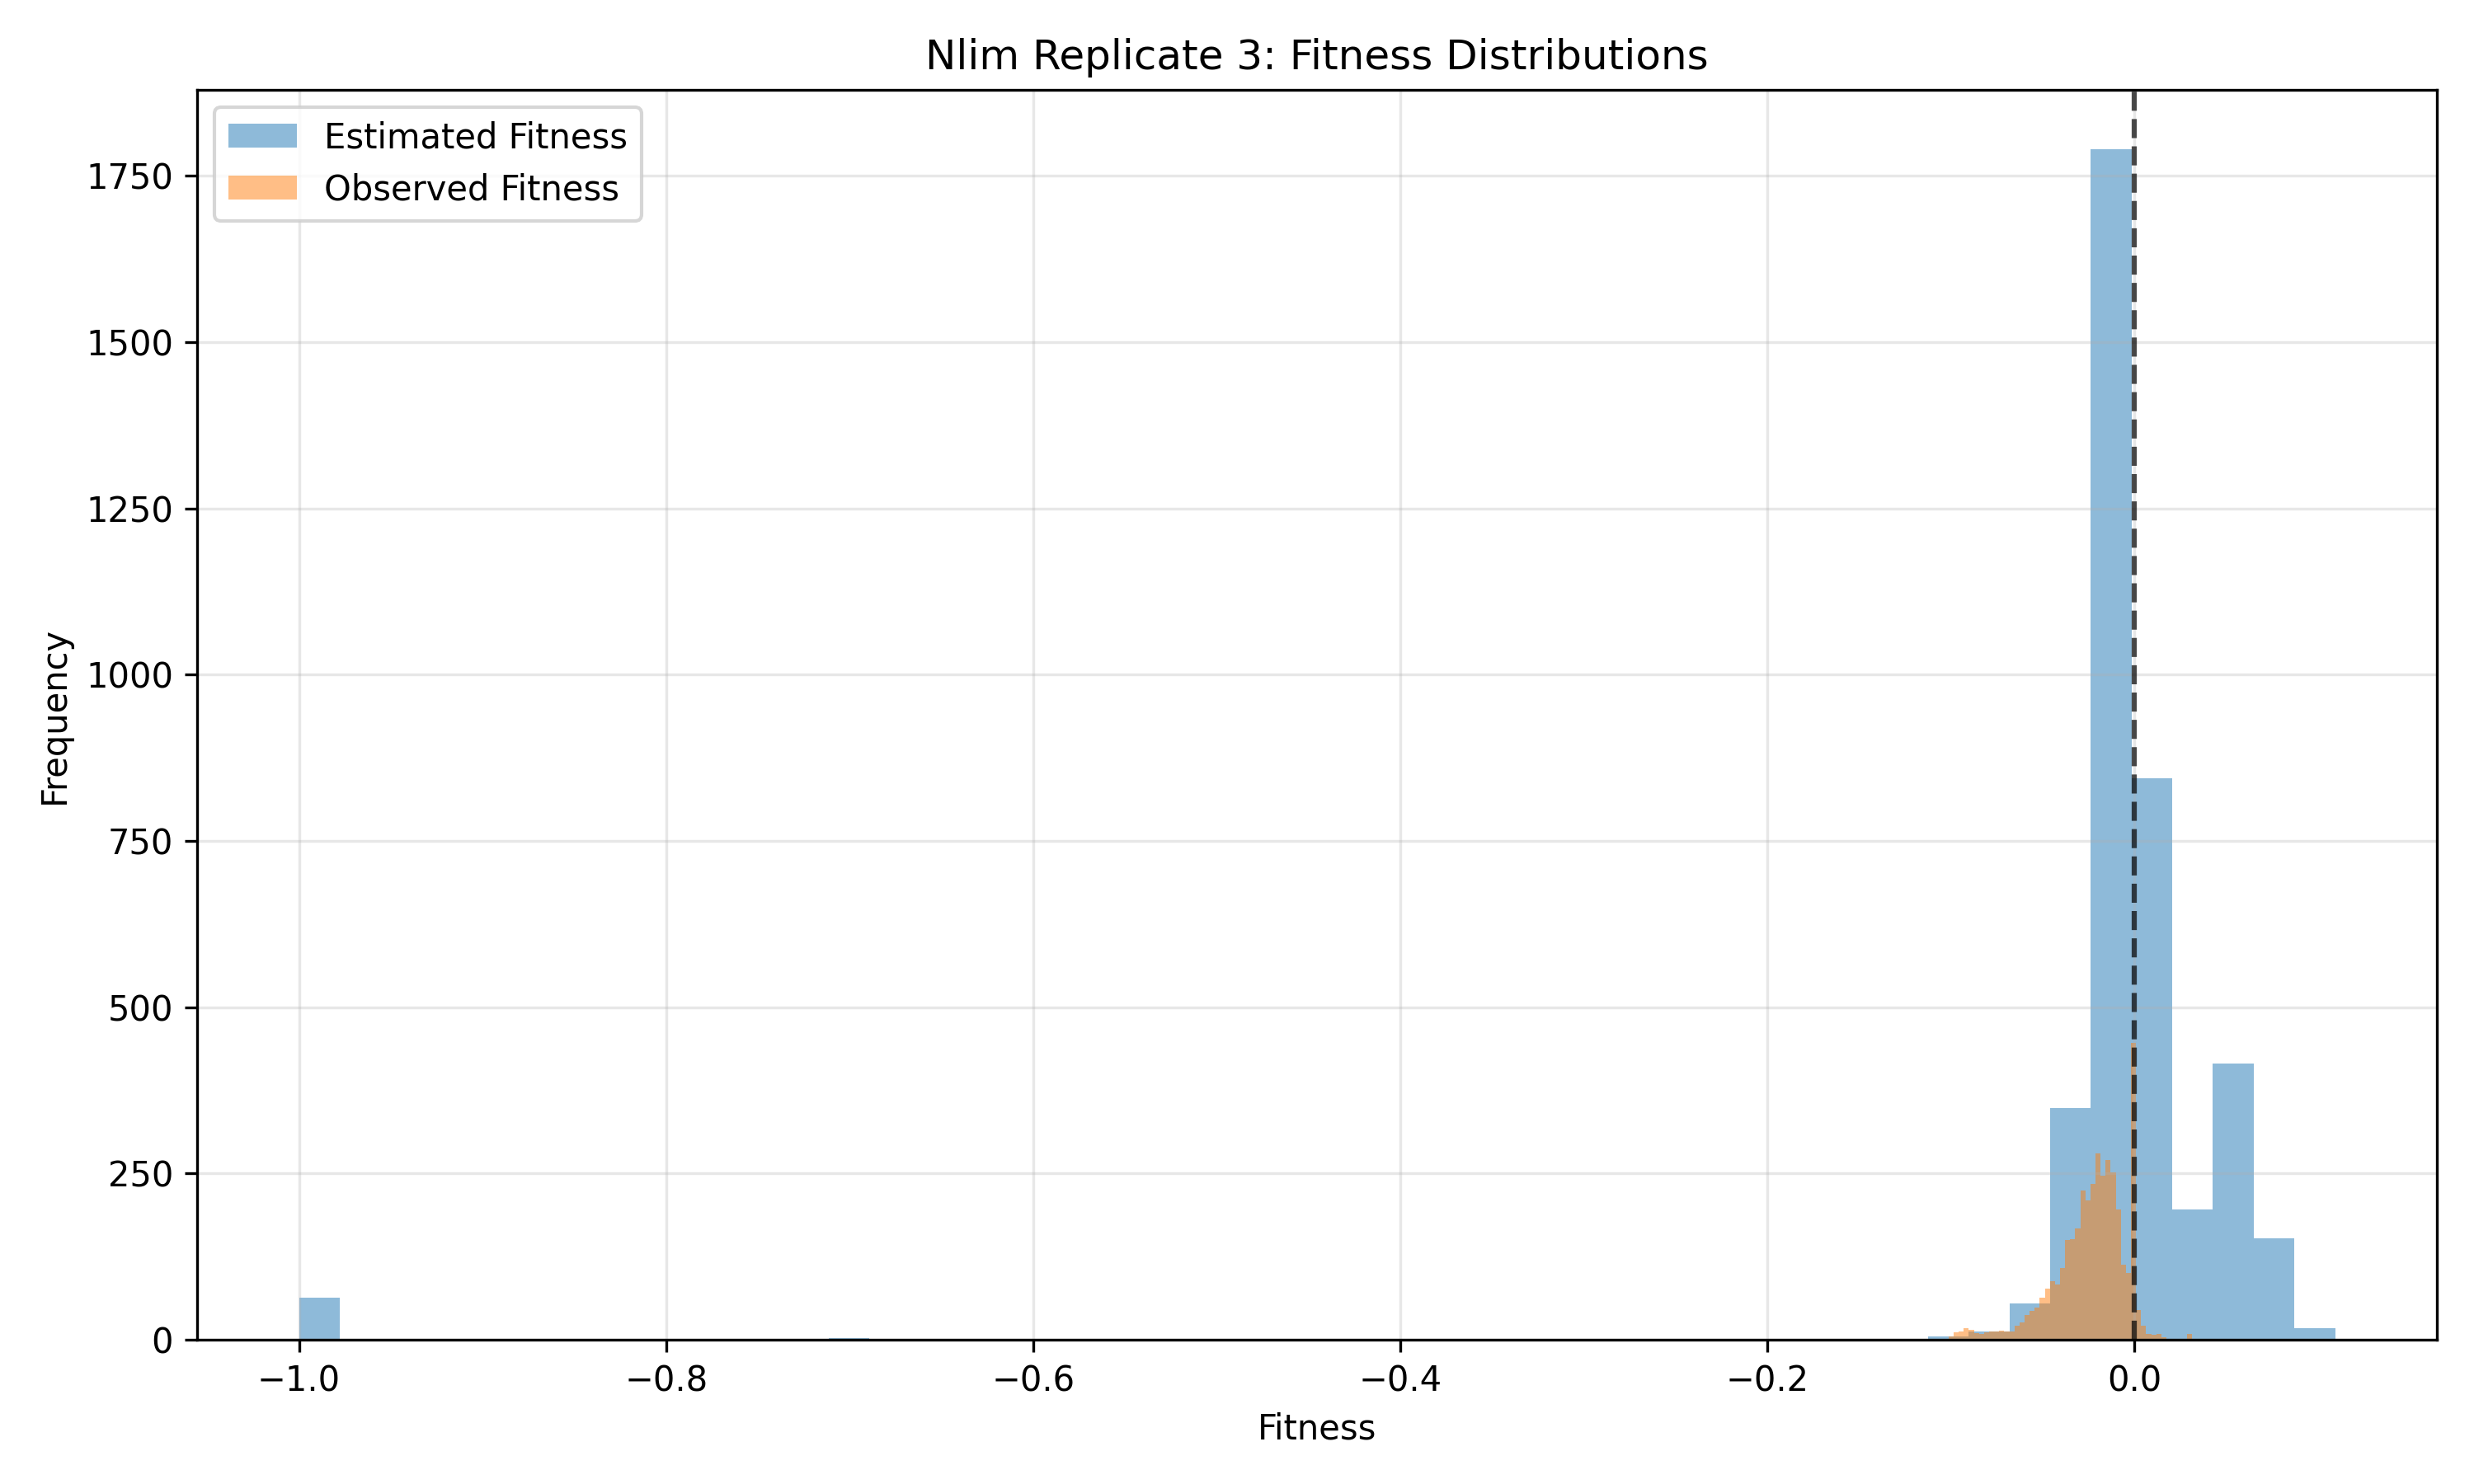 Nlim Replicate 3: Fitness Distributions
Estimated Fitness
Observed Fitness
1750
1500
1250
1000
750
500
250
0
Frequency
−1.0
−0.8
−0.6
−0.4
−0.2
0.0
Fitness